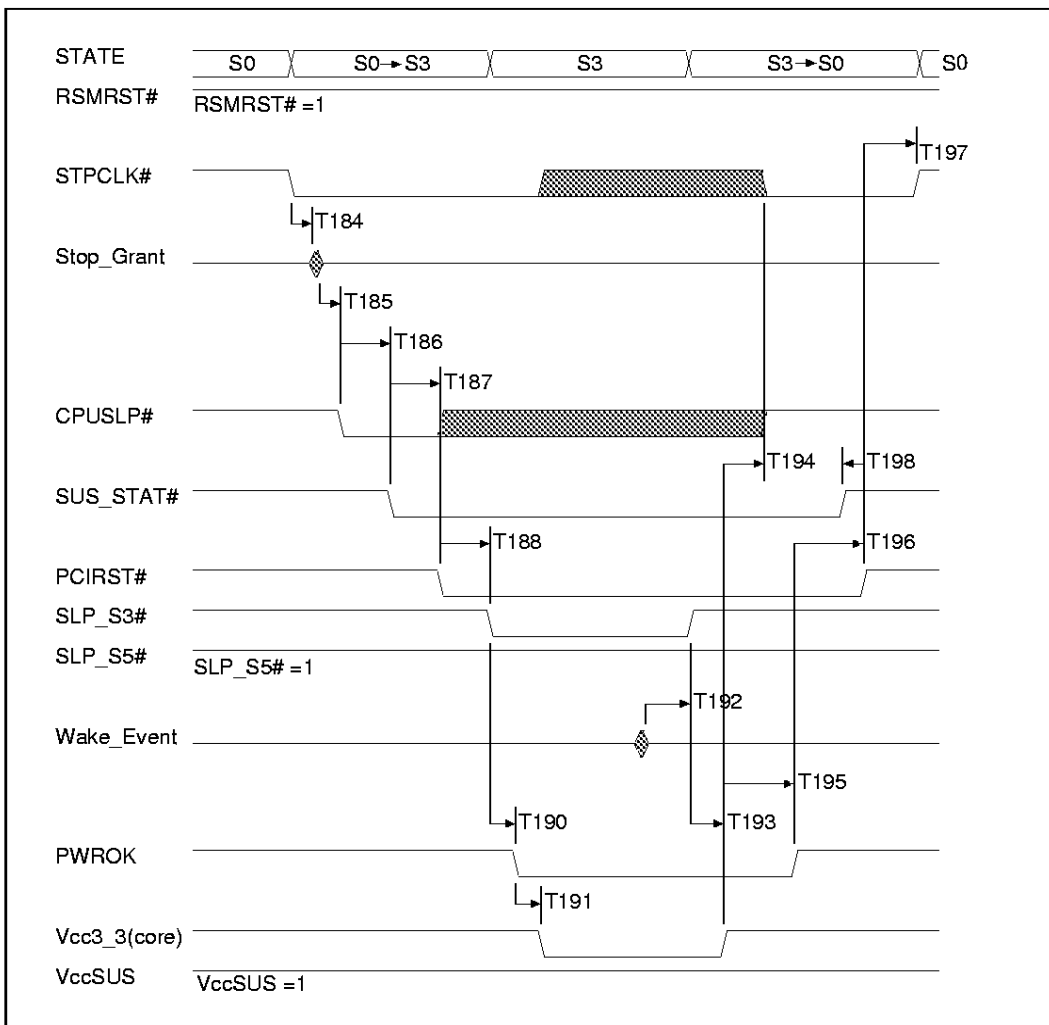 STATE S0 S0→S3 S3 S3→S0 S0
RSMRST# RSMRST# =1
T197
STPCLK#
T184
Stop_Grant
T185
T186
T187
CPUSLP#
T194 T198
SUS_STAT#
T188 T196
PCIRST#
SLP_S3#
SLP_S5# SLP_S5# =1
T192
Wake_Event
T195
T190 T193
PWROK
T191
Vcc3_3(core)
VccSUS VccSUS =1